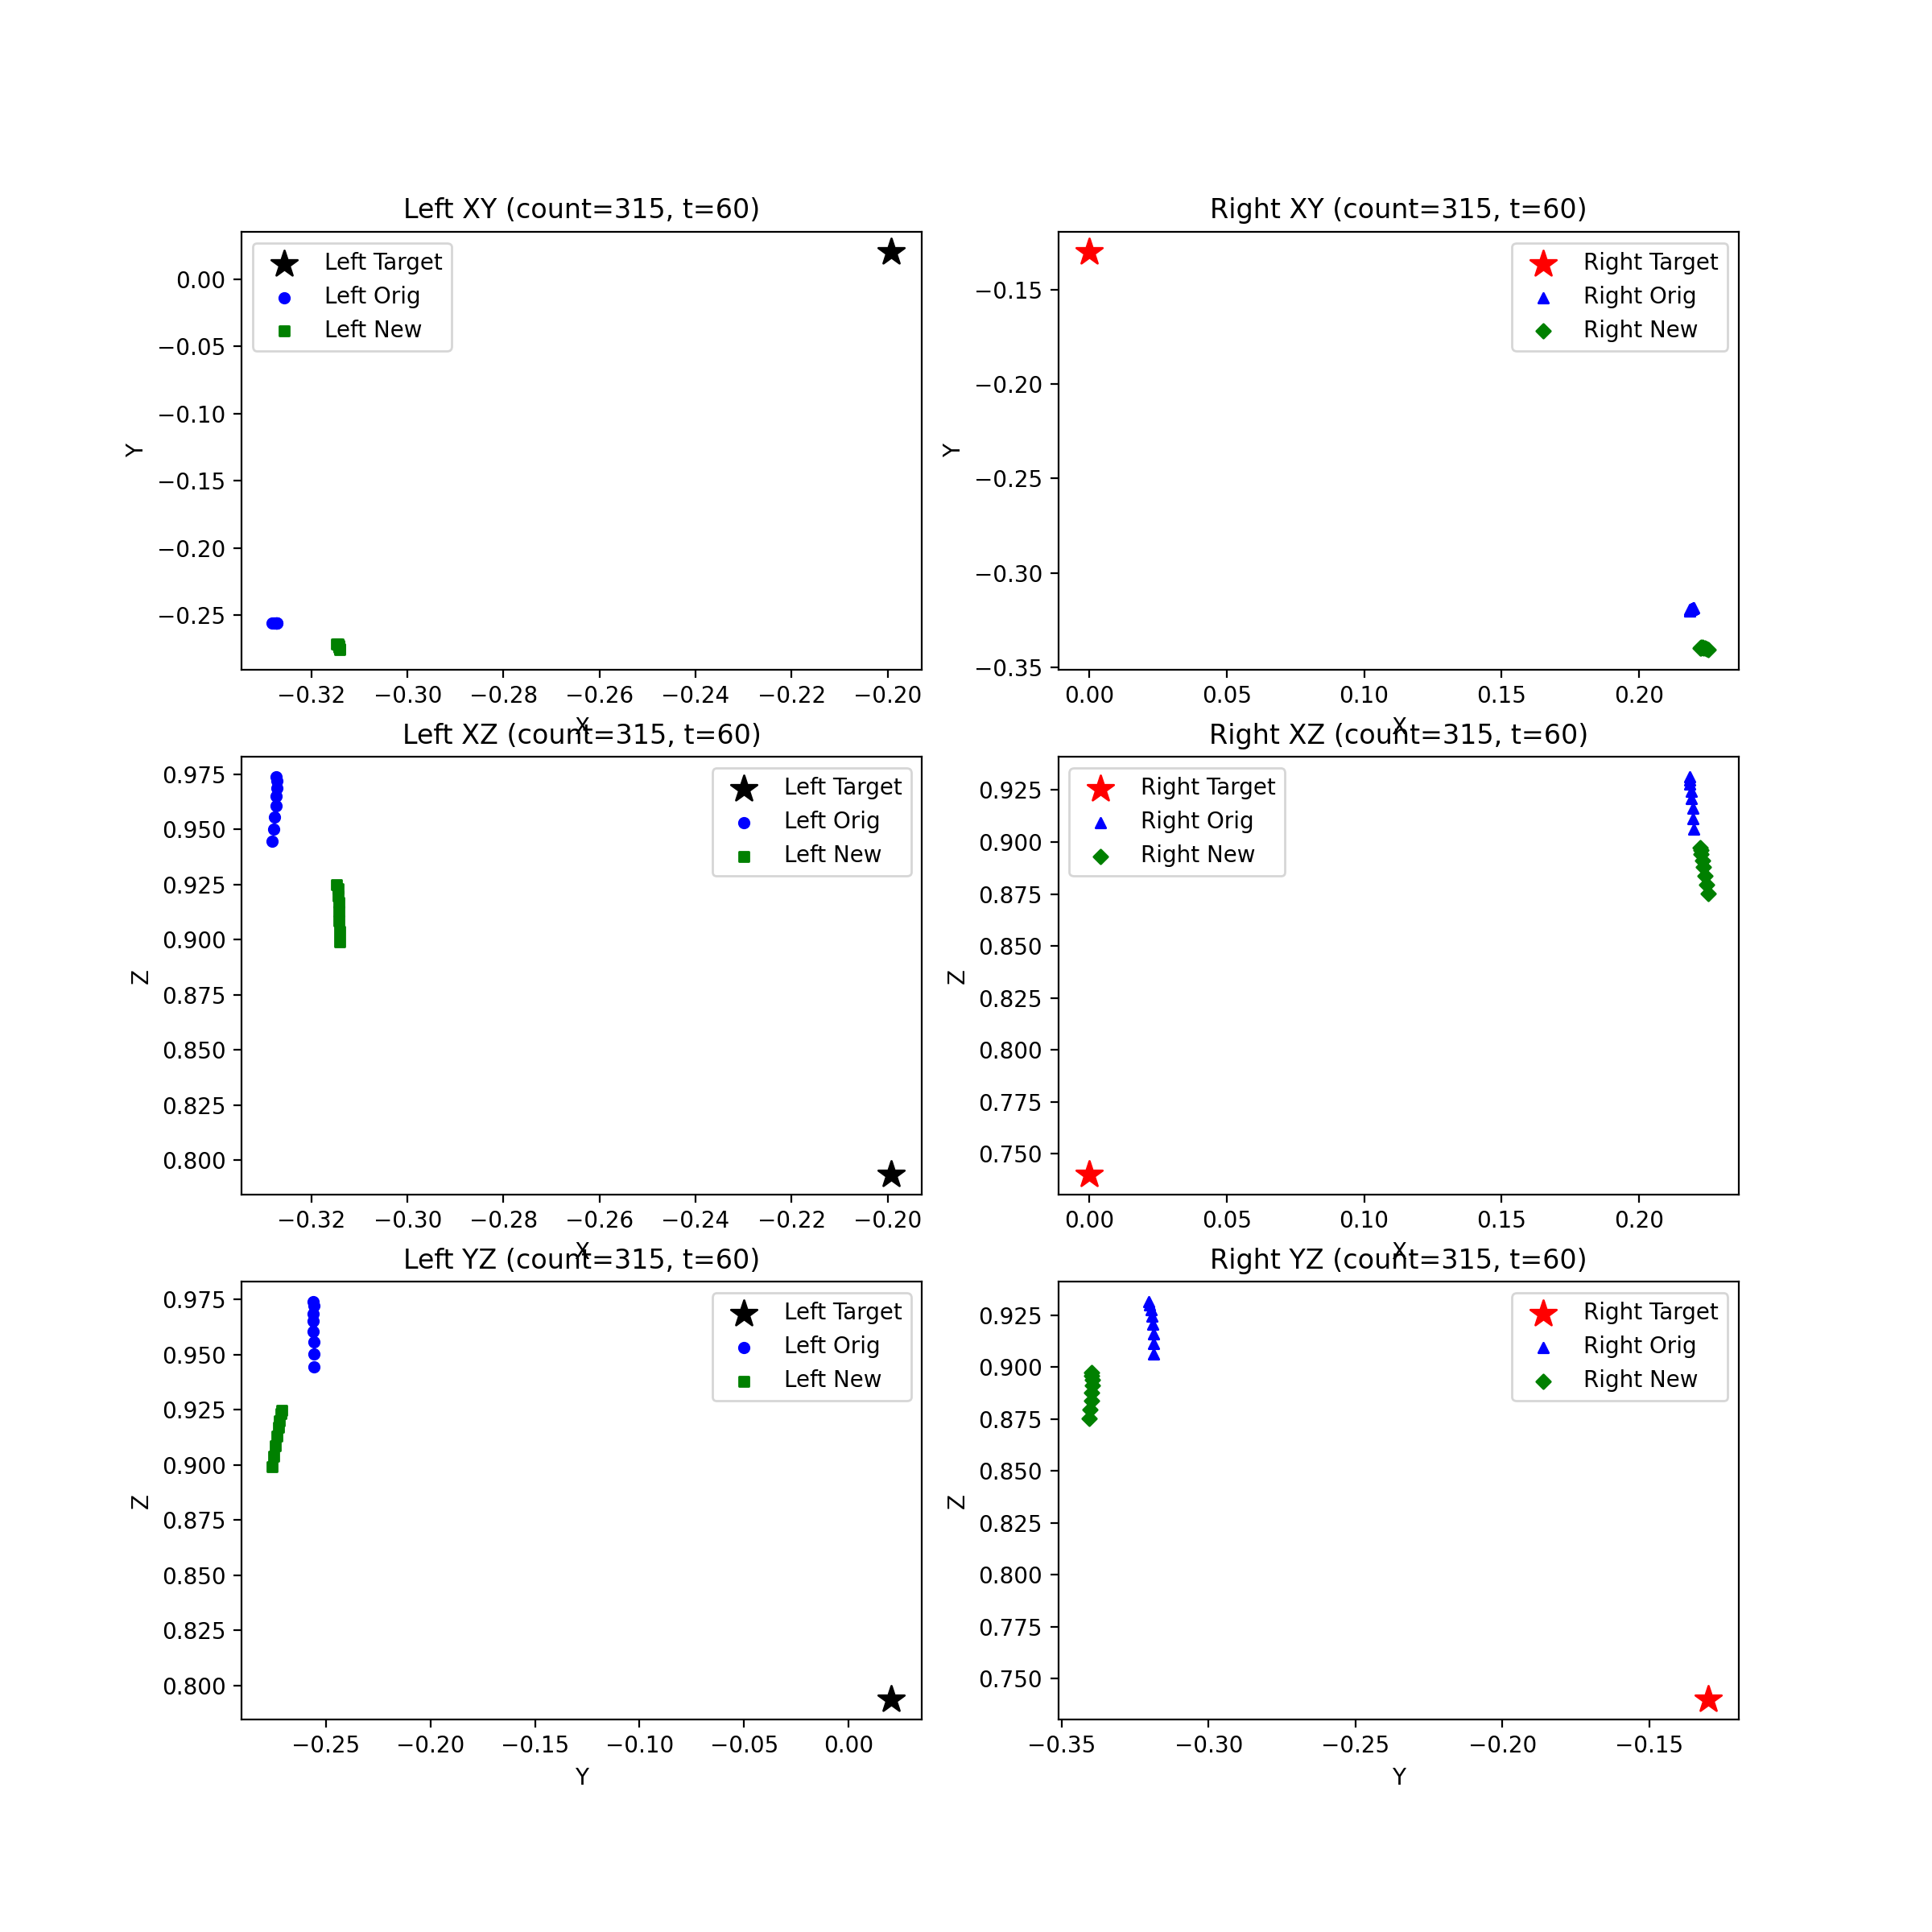 Left XY (count=315, t=60)
Left Target
Left Orig
Left New
Y
0.00
−0.05
−0.10
−0.15
−0.20
−0.25
−0.32 −0.30 −0.28 −0.26 −0.24 −0.22 −0.20
X
Right XY (count=315, t=60)
Right Target
Right Orig
Right New
Y
−0.15
−0.20
−0.25
−0.30
−0.35
0.00 0.05 0.10 0.15 0.20
X
Left XZ (count=315, t=60)
Left Target
Left Orig
Left New
Z
0.975
0.950
0.925
0.900
0.875
0.850
0.825
0.800
−0.32 −0.30 −0.28 −0.26 −0.24 −0.22 −0.20
X
Right XZ (count=315, t=60)
Right Target
Right Orig
Right New
Z
0.925
0.900
0.875
0.850
0.825
0.800
0.775
0.750
0.00 0.05 0.10 0.15 0.20
X
Left YZ (count=315, t=60)
Left Target
Left Orig
Left New
Z
0.975
0.950
0.925
0.900
0.875
0.850
0.825
0.800
−0.25 −0.20 −0.15 −0.10 −0.05 0.00
Y
Right YZ (count=315, t=60)
Right Target
Right Orig
Right New
Z
0.925
0.900
0.875
0.850
0.825
0.800
0.775
0.750
−0.35 −0.30 −0.25 −0.20 −0.15
Y